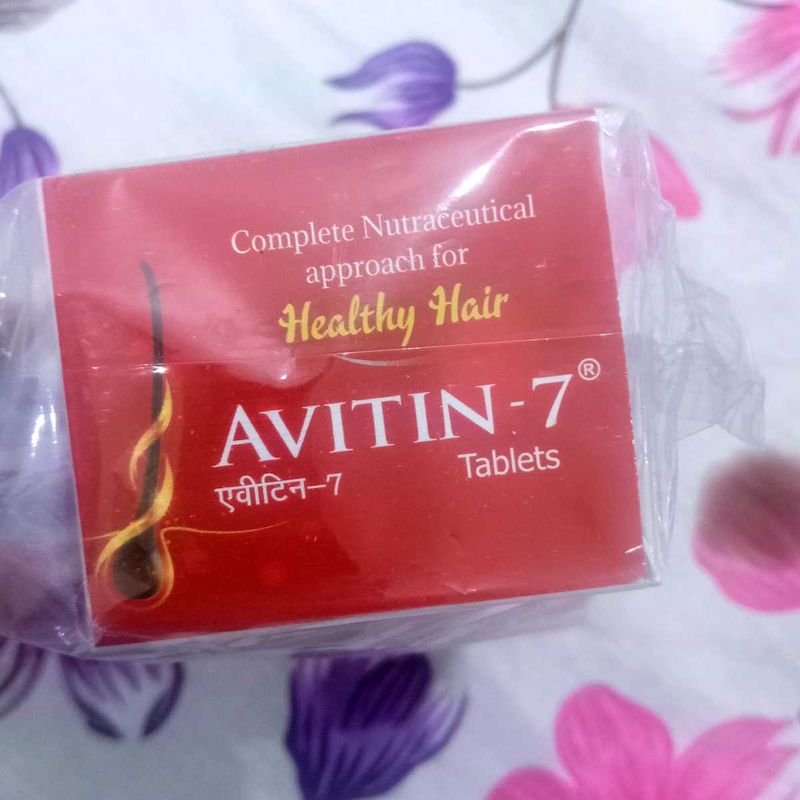 Complete Nutraceutical
approach for
Healthy Hair
AVITIN-7®
एवीटिन–7
Tablets